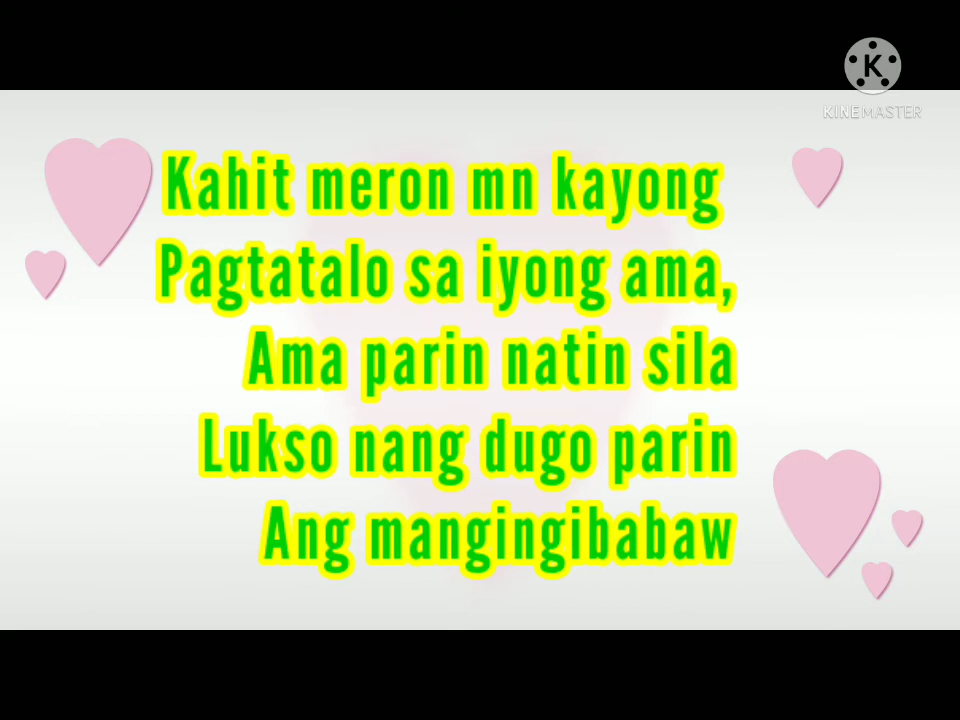 K
KINEMASTER
Kahit meron mn kayong
Pagtatalo sa iyong ama,
Ama parin natin sila
Lukso nang dugo parin
Ang mangingibabaw